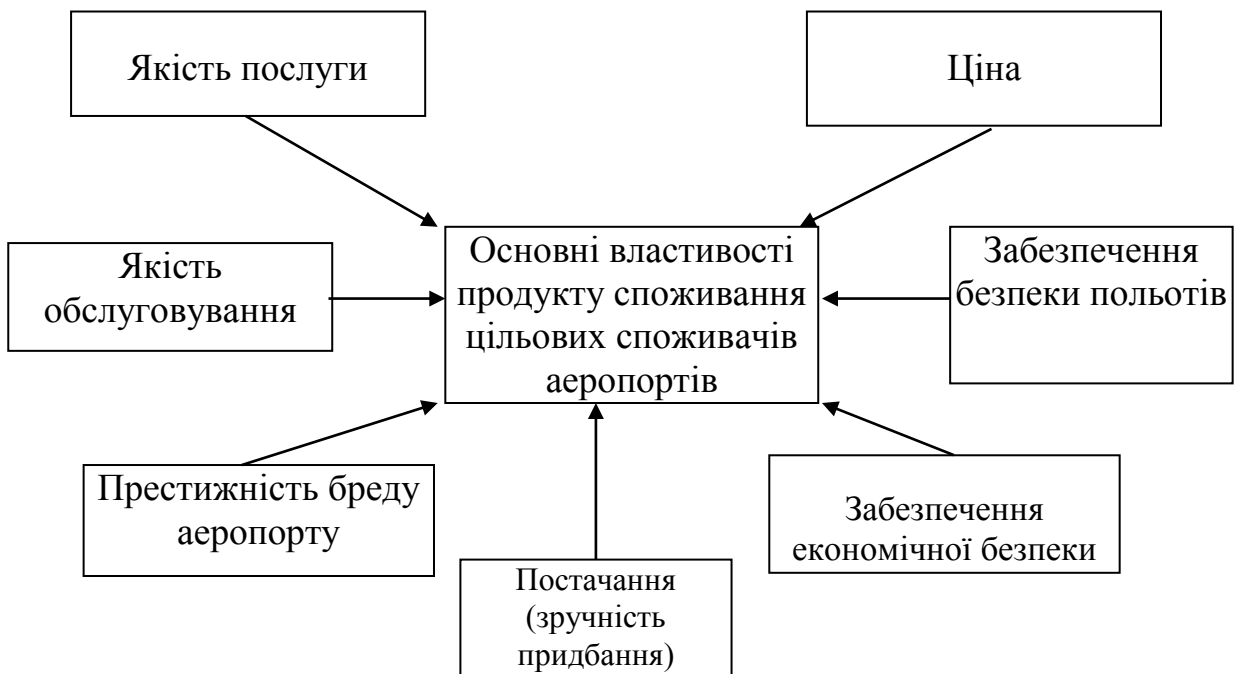 Якість послуги
Ціна
Основні властивості
продукту споживання
цільових споживачів
аеропортів
Якість
обслуговування
Забезпечення
безпеки польотів
Престижність бреду
аеропорту
Забезпечення
економічної безпеки
Постачання
(зручність
придбання)